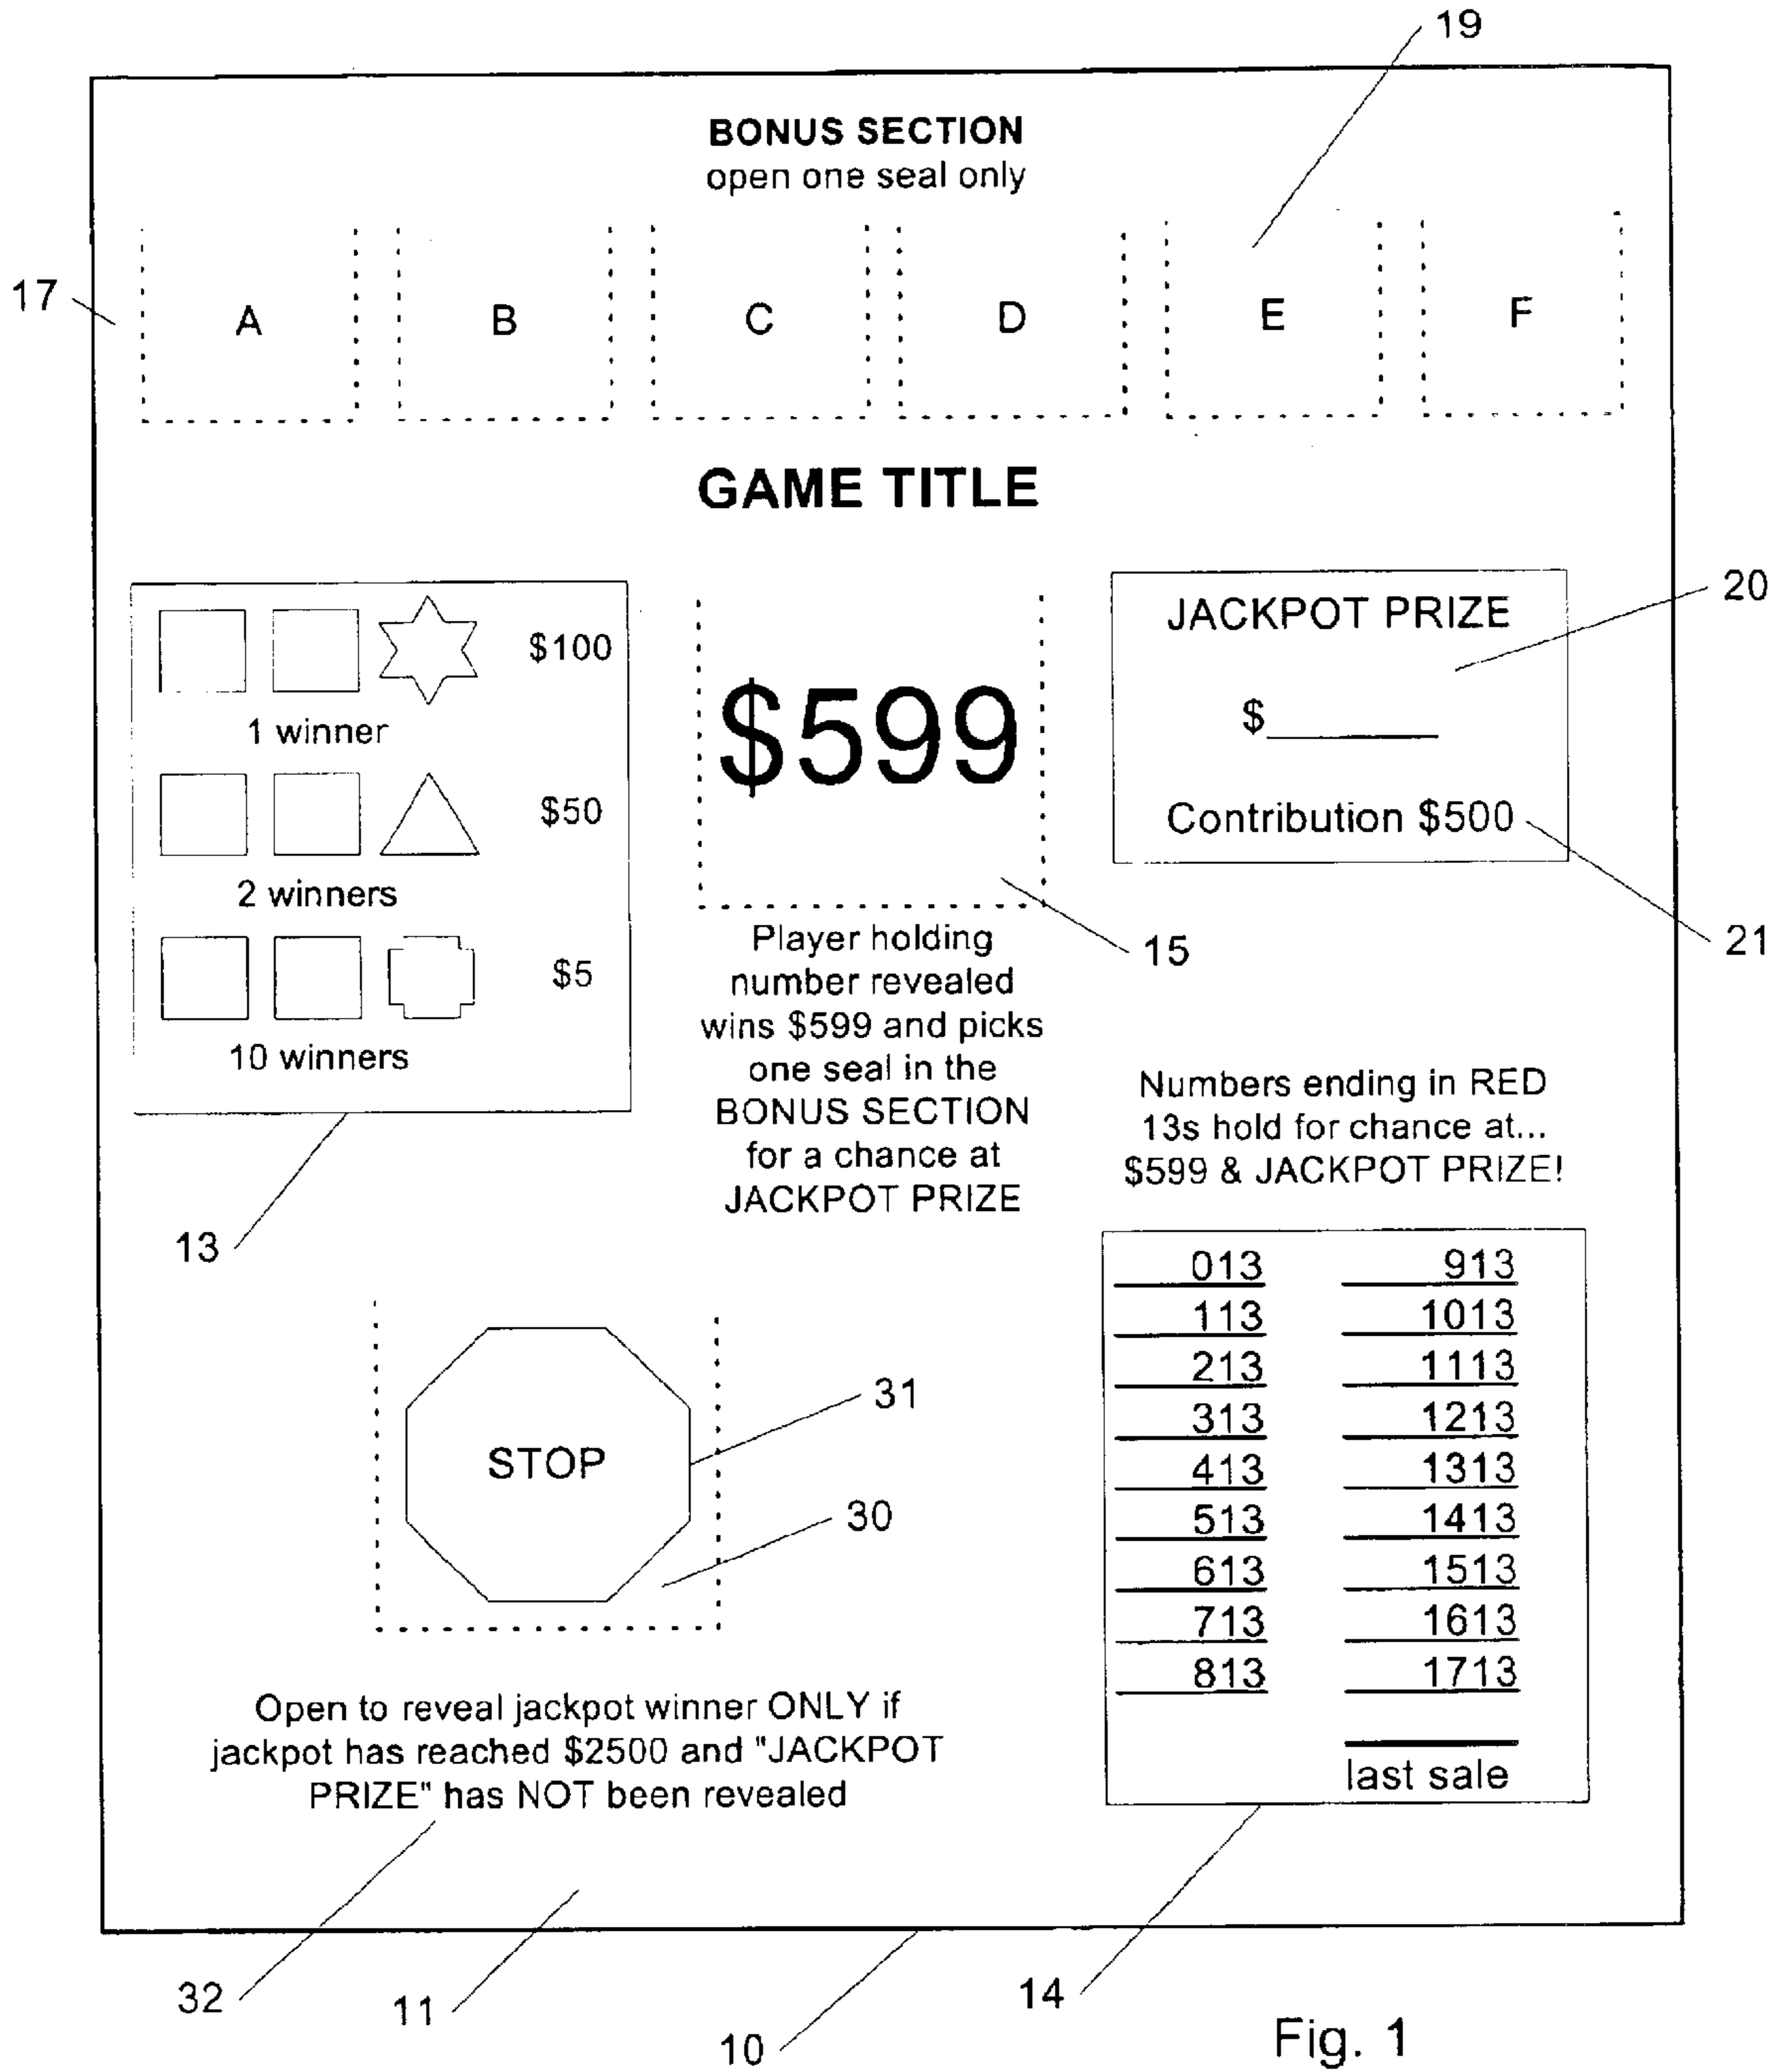 19
BONUS SECTION
open one seal only
17
A B C D E F
GAME TITLE
$100
1 winner
$50
2 winners
$5
10 winners
13
$599
15
Player holding
number revealed
wins $599 and picks
one seal in the
BONUS SECTION
for a chance at
JACKPOT PRIZE
JACKPOT PRIZE
$______
Contribution $500
20
21
Numbers ending in RED
13s hold for chance at...
$599 & JACKPOT PRIZE!
013 913
113 1013
213 1113
313 1213
413 1313
513 1413
613 1513
713 1613
813 1713
last sale
STOP
31
30
Open to reveal jackpot winner ONLY if
jackpot has reached $2500 and "JACKPOT
PRIZE" has NOT been revealed
32
11
10
14
Fig. 1